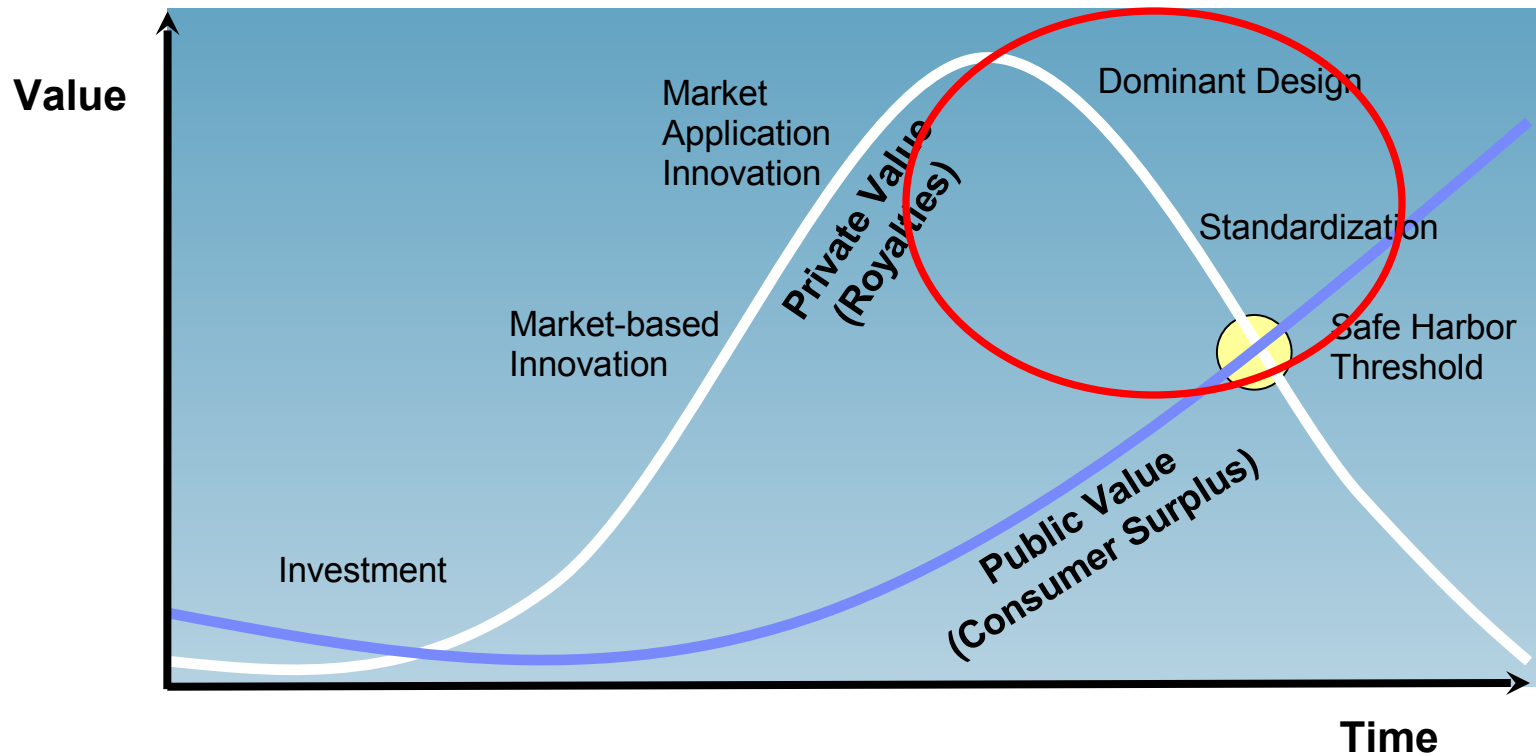 Value
Market
Application
Innovation
Dominant Design
Private Value
(Royalties)
Standardization
Market-based
Innovation
Safe Harbor
Threshold
Public Value
(Consumer Surplus)
Investment
Time